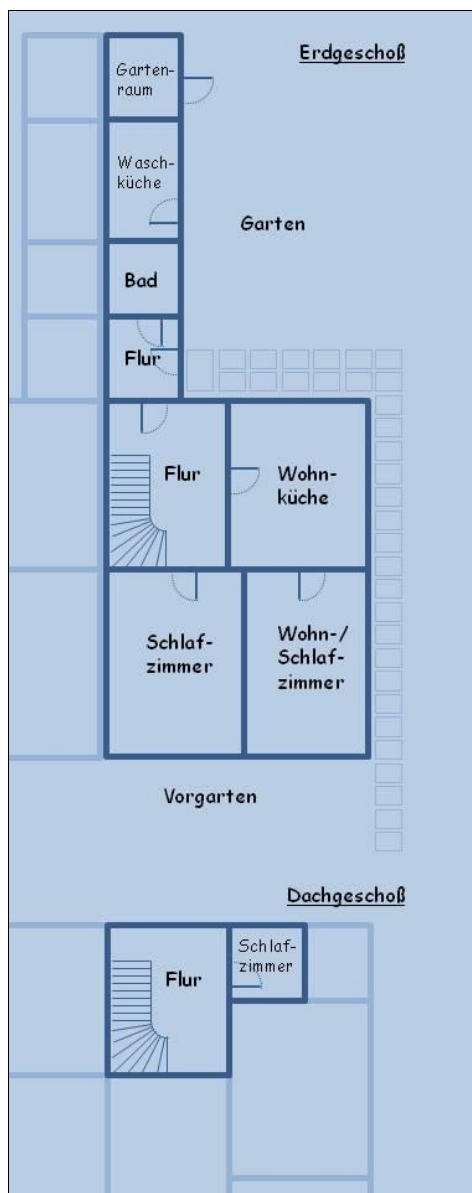 Erdgeschoß
Garten-
raum
Wasch-
küche
Garten
Bad
Flur
Flur
Wohn-
küche
Schlaf-
zimmer
Wohn-/
Schlaf-
zimmer
Vorgarten
Dachgeschoß
Schlaf-
zimmer
Flur